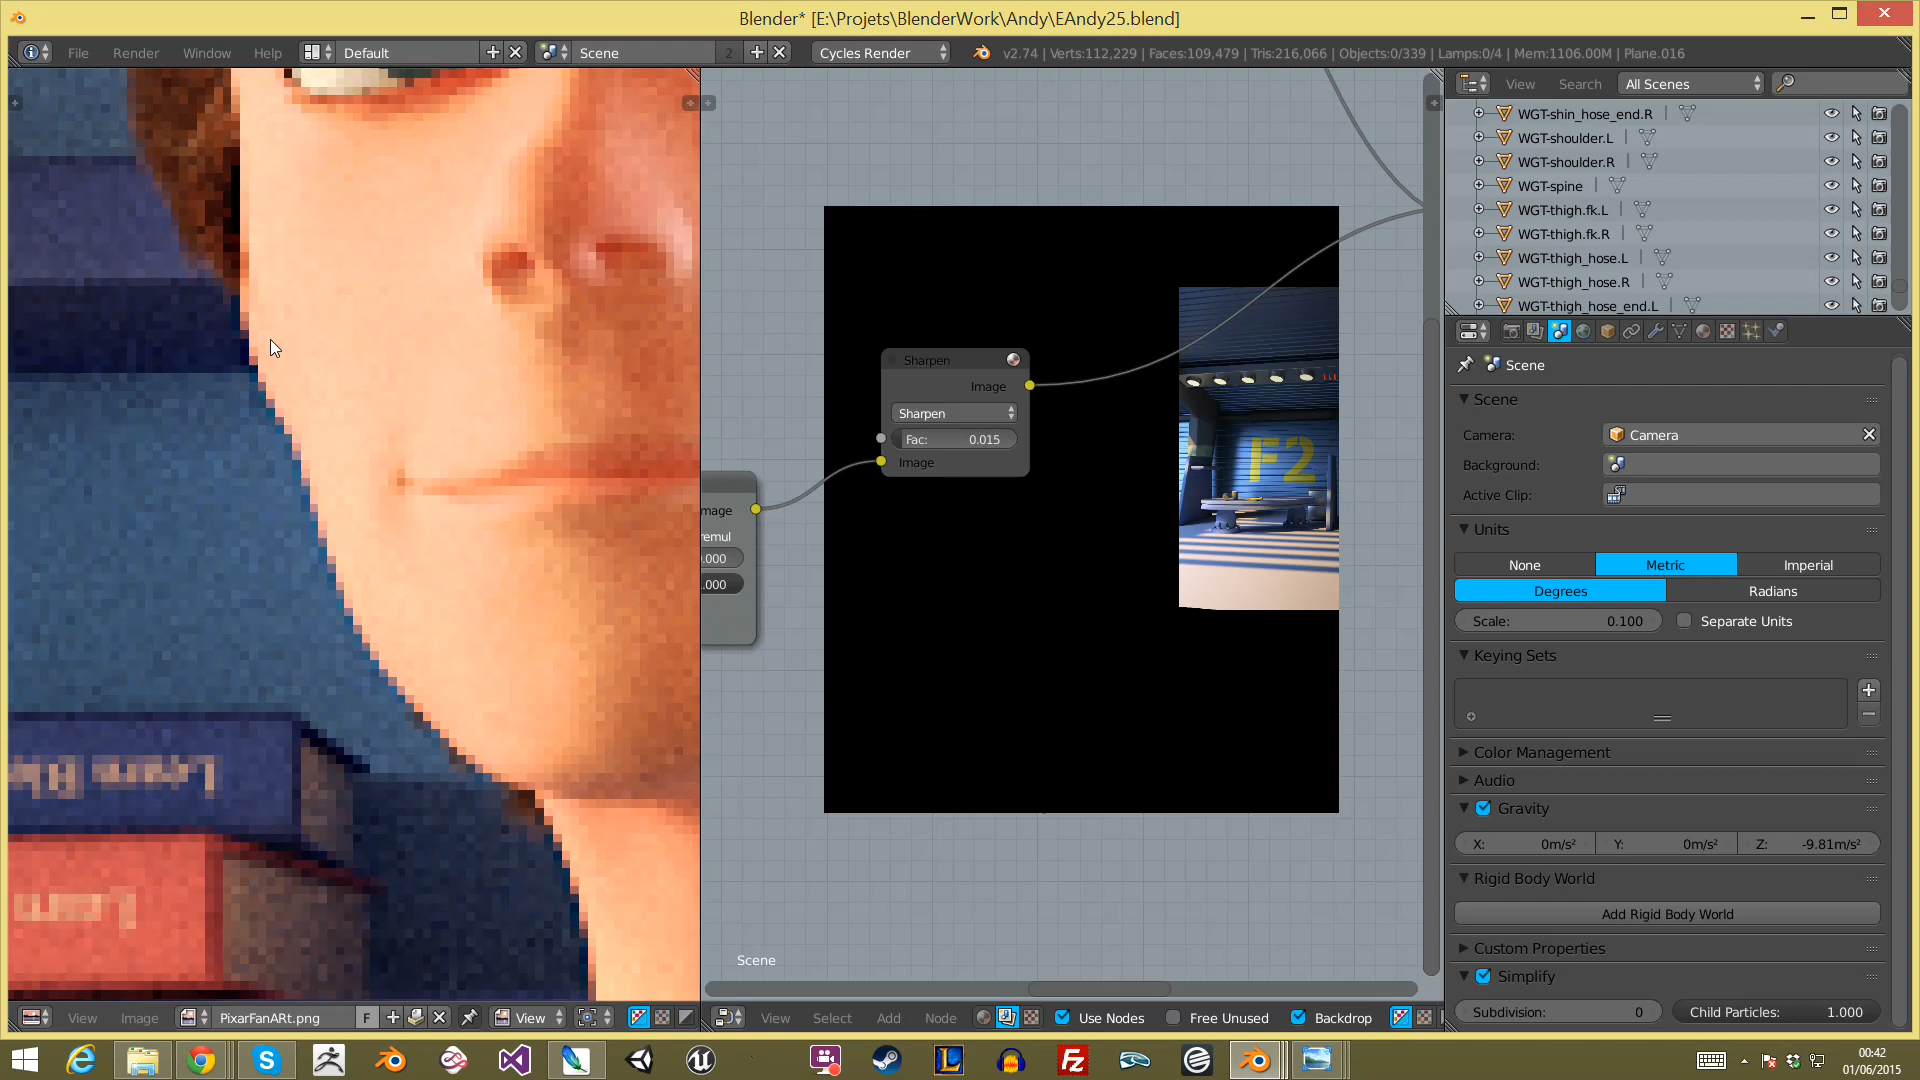 Blender* [E:\Projets\BlenderWork\Andy\EAndy25.blend]
File Render Window Help Default Scene 2 Cycles Render v2.74 | Verts:112,229 | Faces:109,479 | Tris:216,066 | Objects:0/339 | Lamps:0/4 | Mem:1106.00M | Plane.016
View Search All Scenes
WGT-shin_hose_end.R
WGT-shoulder.L
WGT-shoulder.R
WGT-spine
WGT-thigh.fk.L
WGT-thigh.fk.R
WGT-thigh_hose.L
WGT-thigh_hose.R
WGT-thigh_hose_end.L
Sharpen
Image
Sharpen
Fac: 0.015
Image
mage
remul
.000
.000
F2
Scene
Scene
Scene
Camera: Camera
Background:
Active Clip:
Units
None Metric Imperial
Degrees Radians
Scale: 0.100 Separate Units
Keying Sets
Color Management
Audio
Gravity
X: 0m/s² Y: 0m/s² Z: -9.81m/s²
Rigid Body World
Add Rigid Body World
Custom Properties
Simplify
Subdivision: 0 Child Particles: 1.000
View Image PixarFanARt.png F View
View Select Add Node Use Nodes Free Unused Backdrop
00:42
01/06/2015